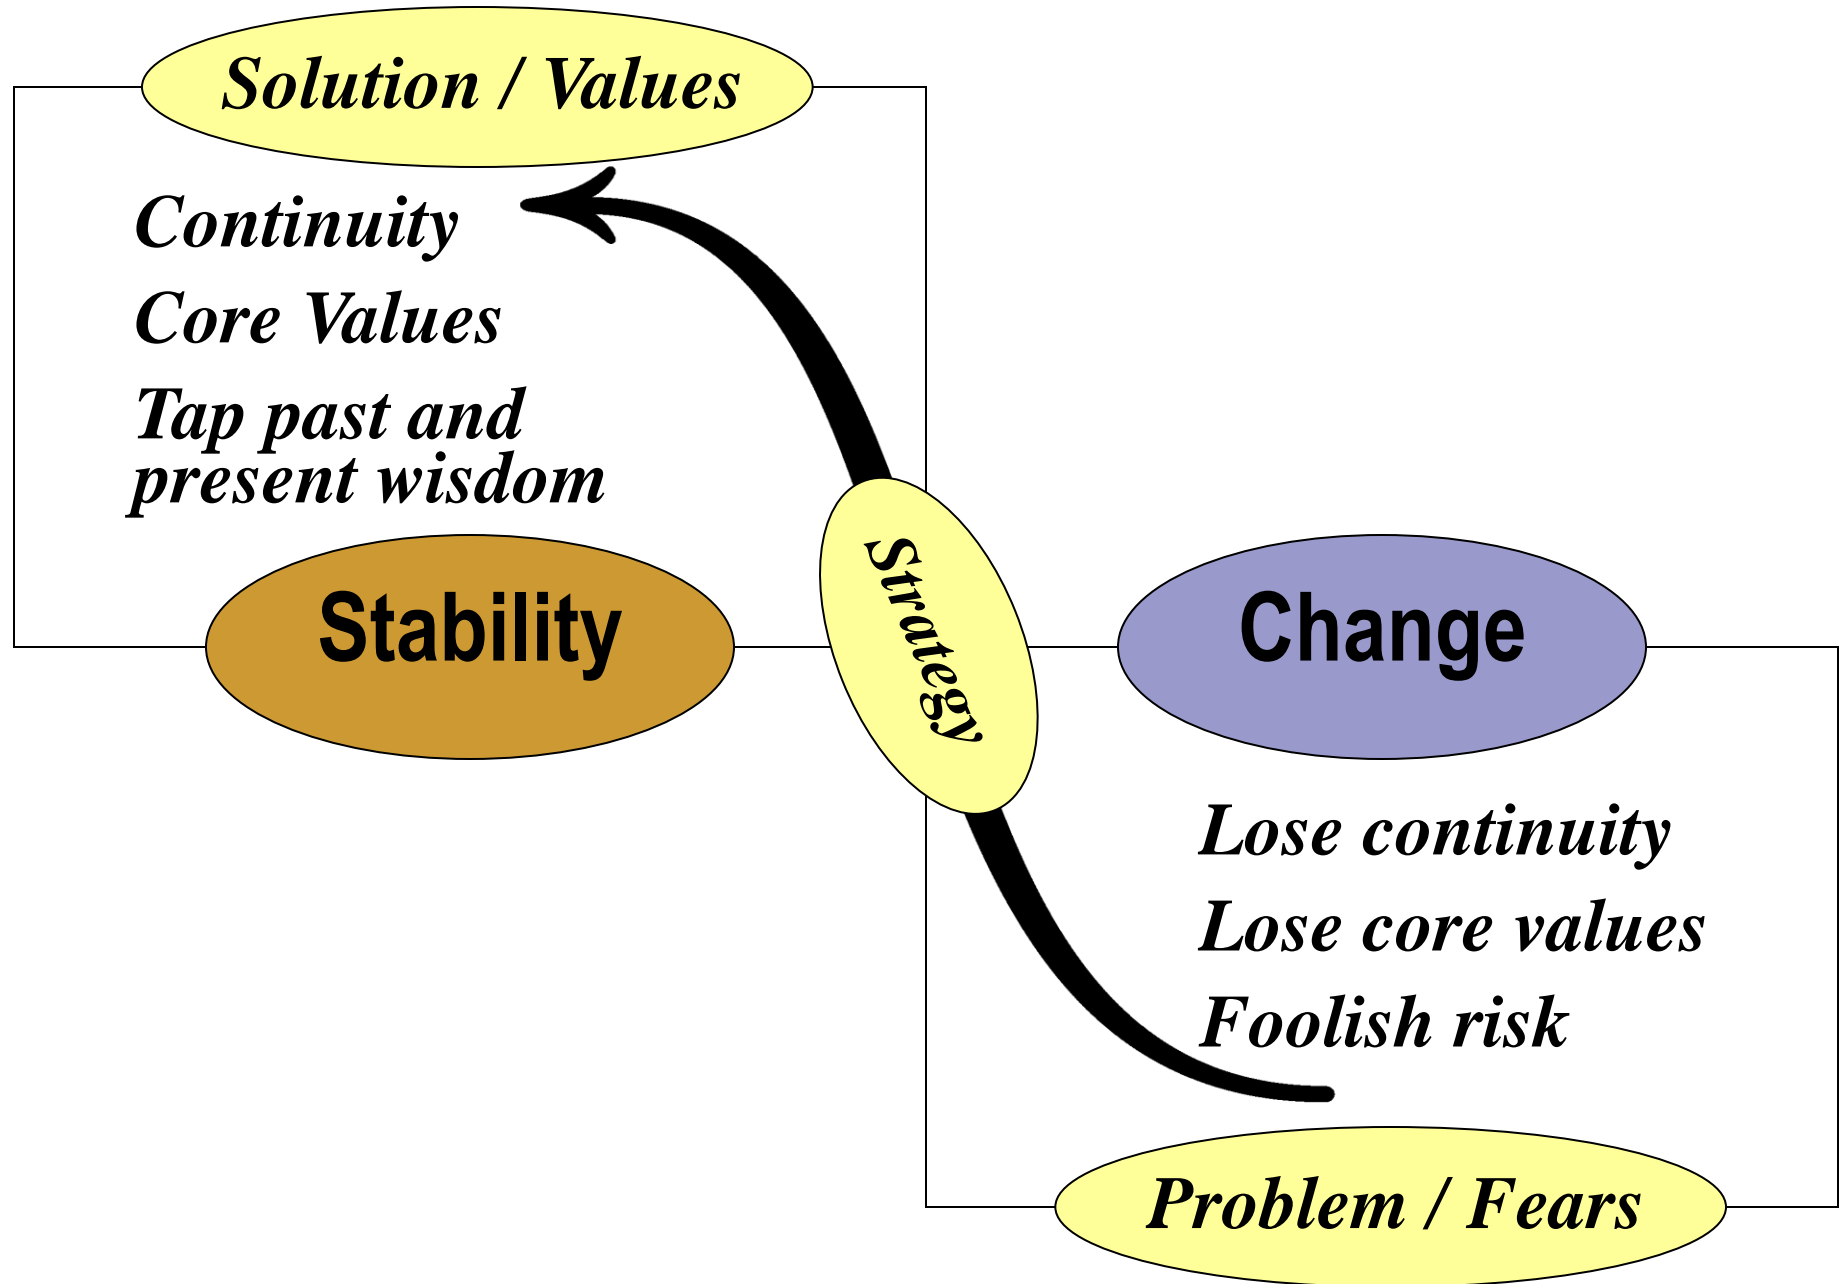 Solution / Values
Continuity
Core Values
Tap past and
present wisdom
Stability
Strategy
Change
Lose continuity
Lose core values
Foolish risk
Problem / Fears